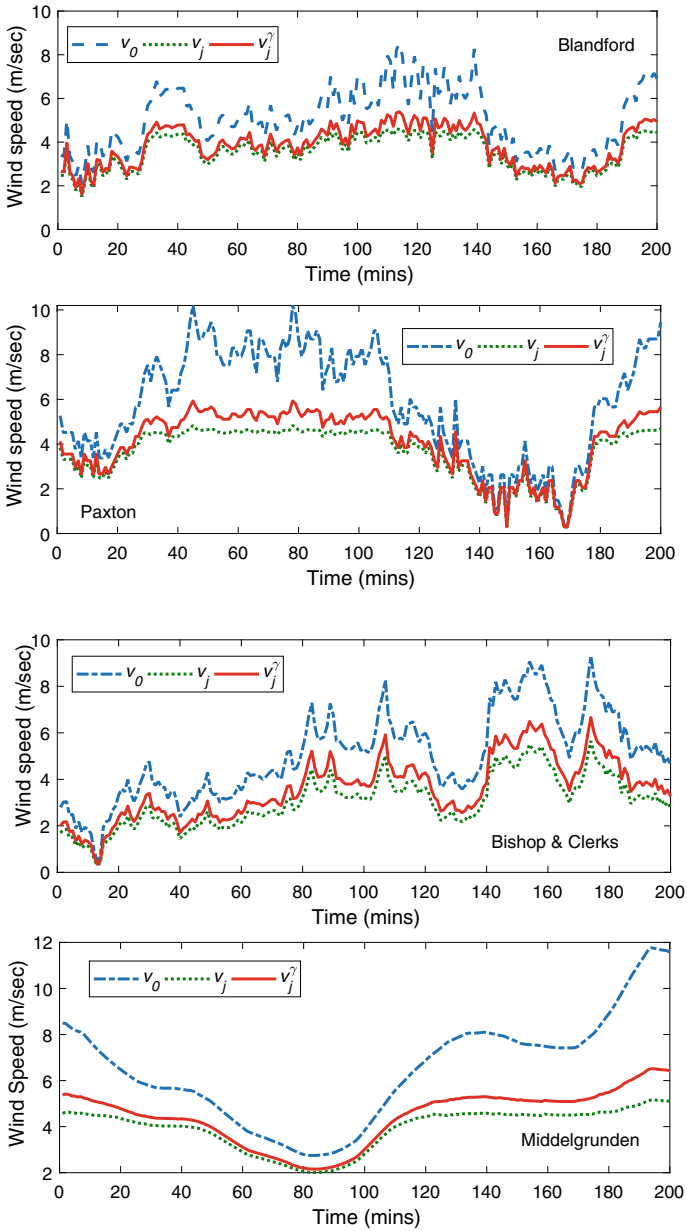 10
8
6
4
2
0
Wind speed (m/sec)
v0 vj vjγ
Blandford
0 20 40 60 80 100 120 140 160 180 200
Time (mins)
10
8
6
4
2
0
Wind speed (m/sec)
v0 vj vjγ
Paxton
0 20 40 60 80 100 120 140 160 180 200
Time (mins)
10
8
6
4
2
0
Wind speed (m/sec)
v0 vj vjγ
Bishop & Clerks
0 20 40 60 80 100 120 140 160 180 200
Time (mins)
12
10
8
6
4
2
Wind Speed (m/sec)
v0 vj vjγ
Middelgrunden
0 20 40 60 80 100 120 140 160 180 200
Time (mins)